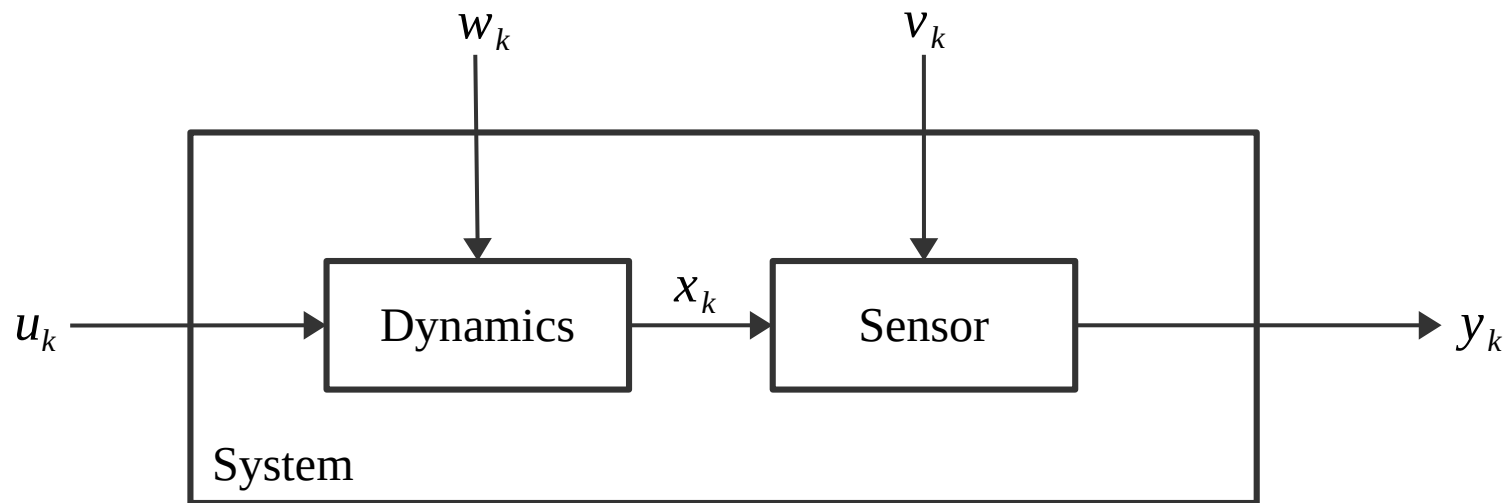 w_k
v_k
x_k
u_k
Dynamics
Sensor
y_k
System